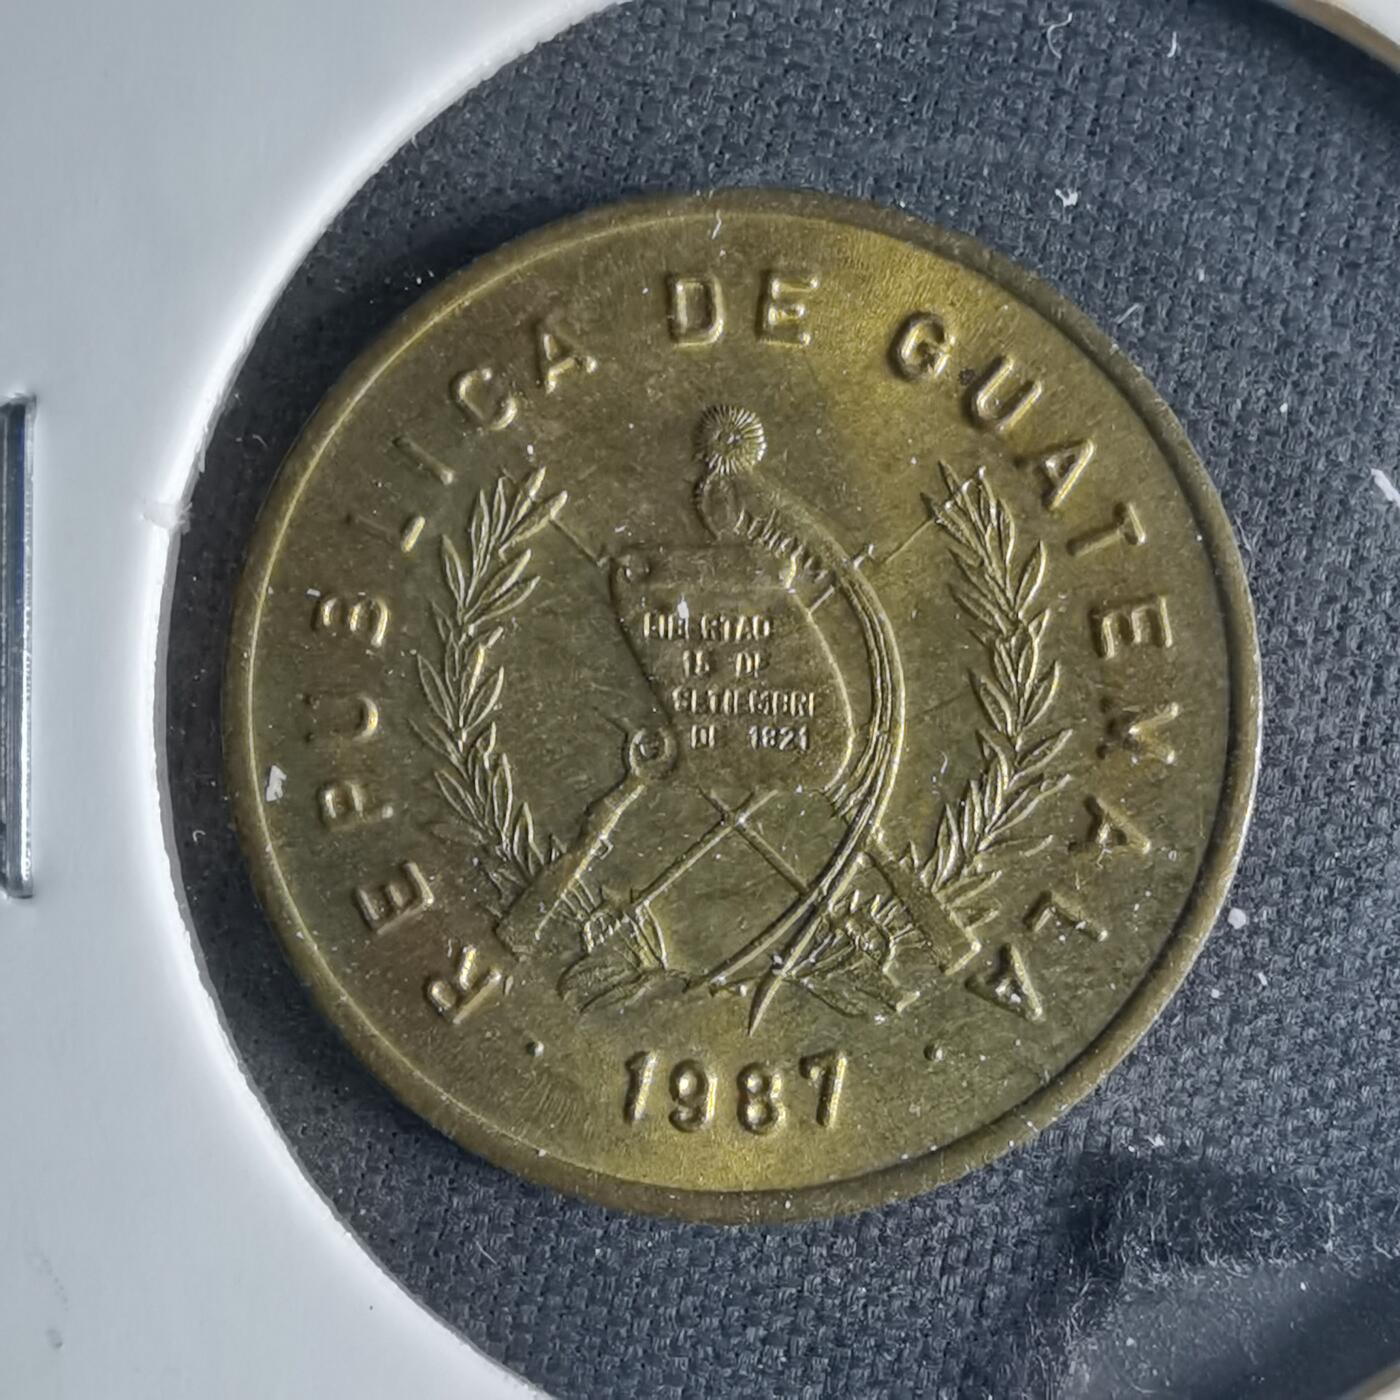 REPUBLICA DE GUATEMALA
LIBERTAD
15 DE
SETIEMBRE
DE 1821
1987